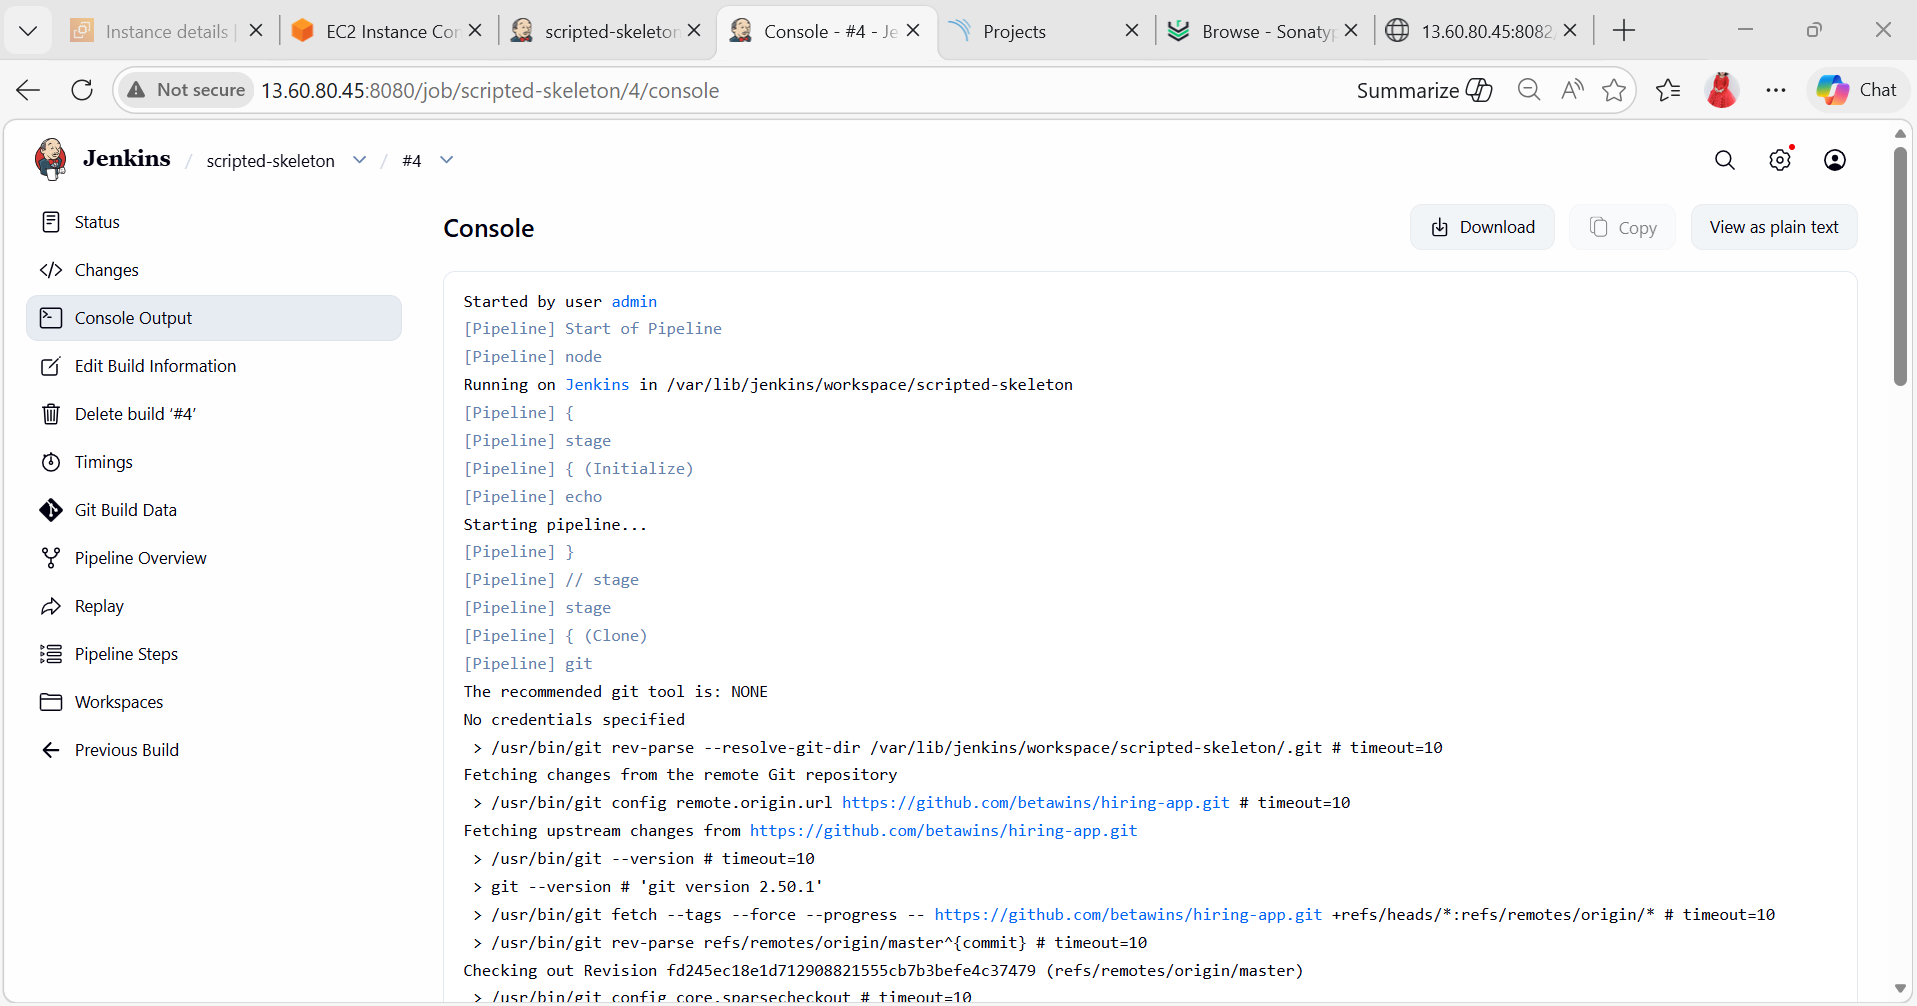 Instance details
EC2 Instance Con
scripted-skeleton
Console - #4 - Je
Projects
Browse - Sonatyp
13.60.80.45:8082/
Not secure
13.60.80.45:8080/job/scripted-skeleton/4/console
Summarize
Chat
Jenkins / scripted-skeleton / #4
Status
Changes
Console Output
Edit Build Information
Delete build ‘#4’
Timings
Git Build Data
Pipeline Overview
Replay
Pipeline Steps
Workspaces
Previous Build
Console
Download
Copy
View as plain text
Started by user admin
[Pipeline] Start of Pipeline
[Pipeline] node
Running on Jenkins in /var/lib/jenkins/workspace/scripted-skeleton
[Pipeline] {
[Pipeline] stage
[Pipeline] { (Initialize)
[Pipeline] echo
Starting pipeline...
[Pipeline] }
[Pipeline] // stage
[Pipeline] stage
[Pipeline] { (Clone)
[Pipeline] git
The recommended git tool is: NONE
No credentials specified
> /usr/bin/git rev-parse --resolve-git-dir /var/lib/jenkins/workspace/scripted-skeleton/.git # timeout=10
Fetching changes from the remote Git repository
> /usr/bin/git config remote.origin.url https://github.com/betawins/hiring-app.git # timeout=10
Fetching upstream changes from https://github.com/betawins/hiring-app.git
> /usr/bin/git --version # timeout=10
> git --version # 'git version 2.50.1'
> /usr/bin/git fetch --tags --force --progress -- https://github.com/betawins/hiring-app.git +refs/heads/*:refs/remotes/origin/* # timeout=10
> /usr/bin/git rev-parse refs/remotes/origin/master^{commit} # timeout=10
Checking out Revision fd245ec18e1d712908821555cb7b3befe4c37479 (refs/remotes/origin/master)
> /usr/bin/git config core.sparsecheckout # timeout=10